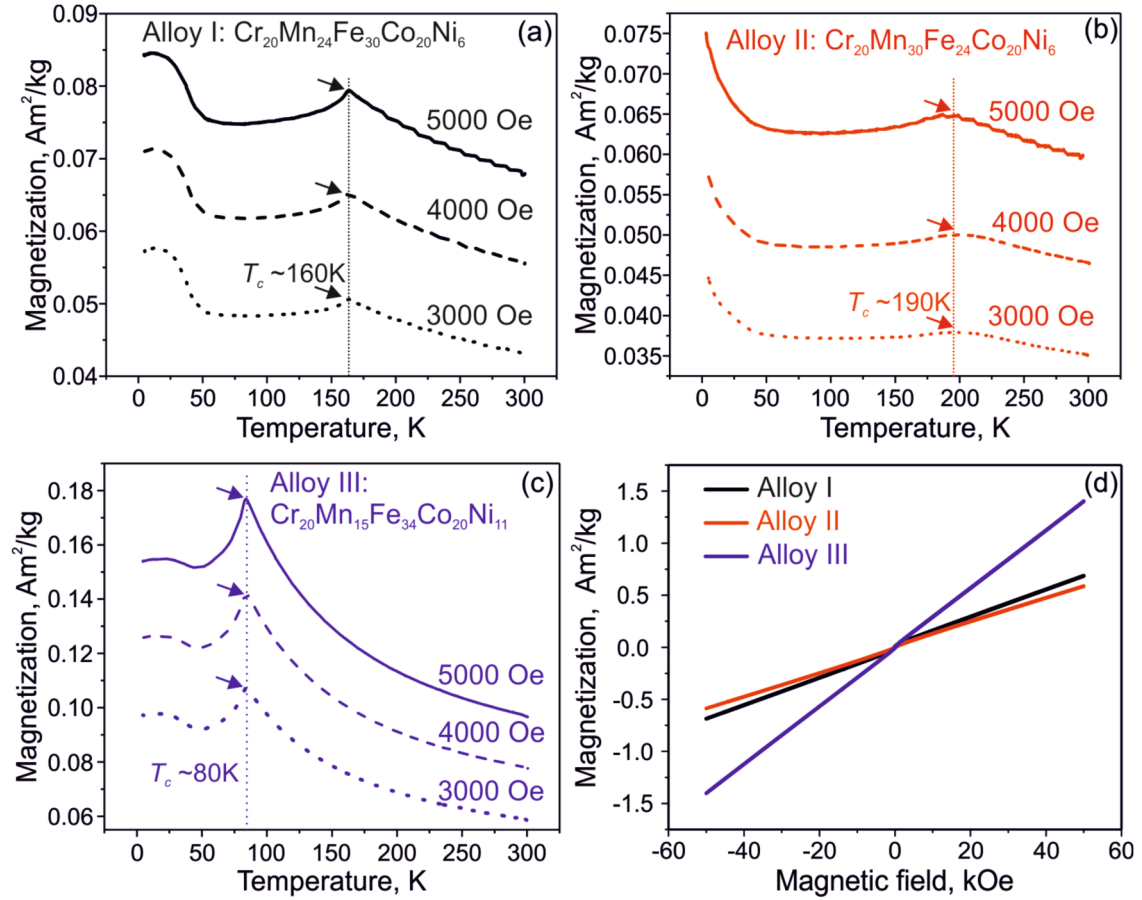 (a)
Alloy I: Cr₂₀Mn₂₄Fe₃₀Co₂₀Ni₆
5000 Oe
4000 Oe
T_c ~160K
3000 Oe
0.09
0.08
0.07
0.06
0.05
0.04
Magnetization, Am²/kg
0 50 100 150 200 250 300
Temperature, K
(b)
Alloy II: Cr₂₀Mn₃₀Fe₂₄Co₂₀Ni₆
5000 Oe
4000 Oe
T_c ~190K
3000 Oe
0.075
0.070
0.065
0.060
0.055
0.050
0.045
0.040
0.035
Magnetization, Am²/kg
0 50 100 150 200 250 300
Temperature, K
(c)
Alloy III:
Cr₂₀Mn₁₅Fe₃₄Co₂₀Ni₁₁
5000 Oe
4000 Oe
T_c ~80K
3000 Oe
0.18
0.16
0.14
0.12
0.10
0.08
0.06
Magnetization, Am²/kg
0 50 100 150 200 250 300
Temperature, K
(d)
Alloy I
Alloy II
Alloy III
1.5
1.0
0.5
0.0
-0.5
-1.0
-1.5
Magnetization, Am²/kg
-60 -40 -20 0 20 40 60
Magnetic field, kOe